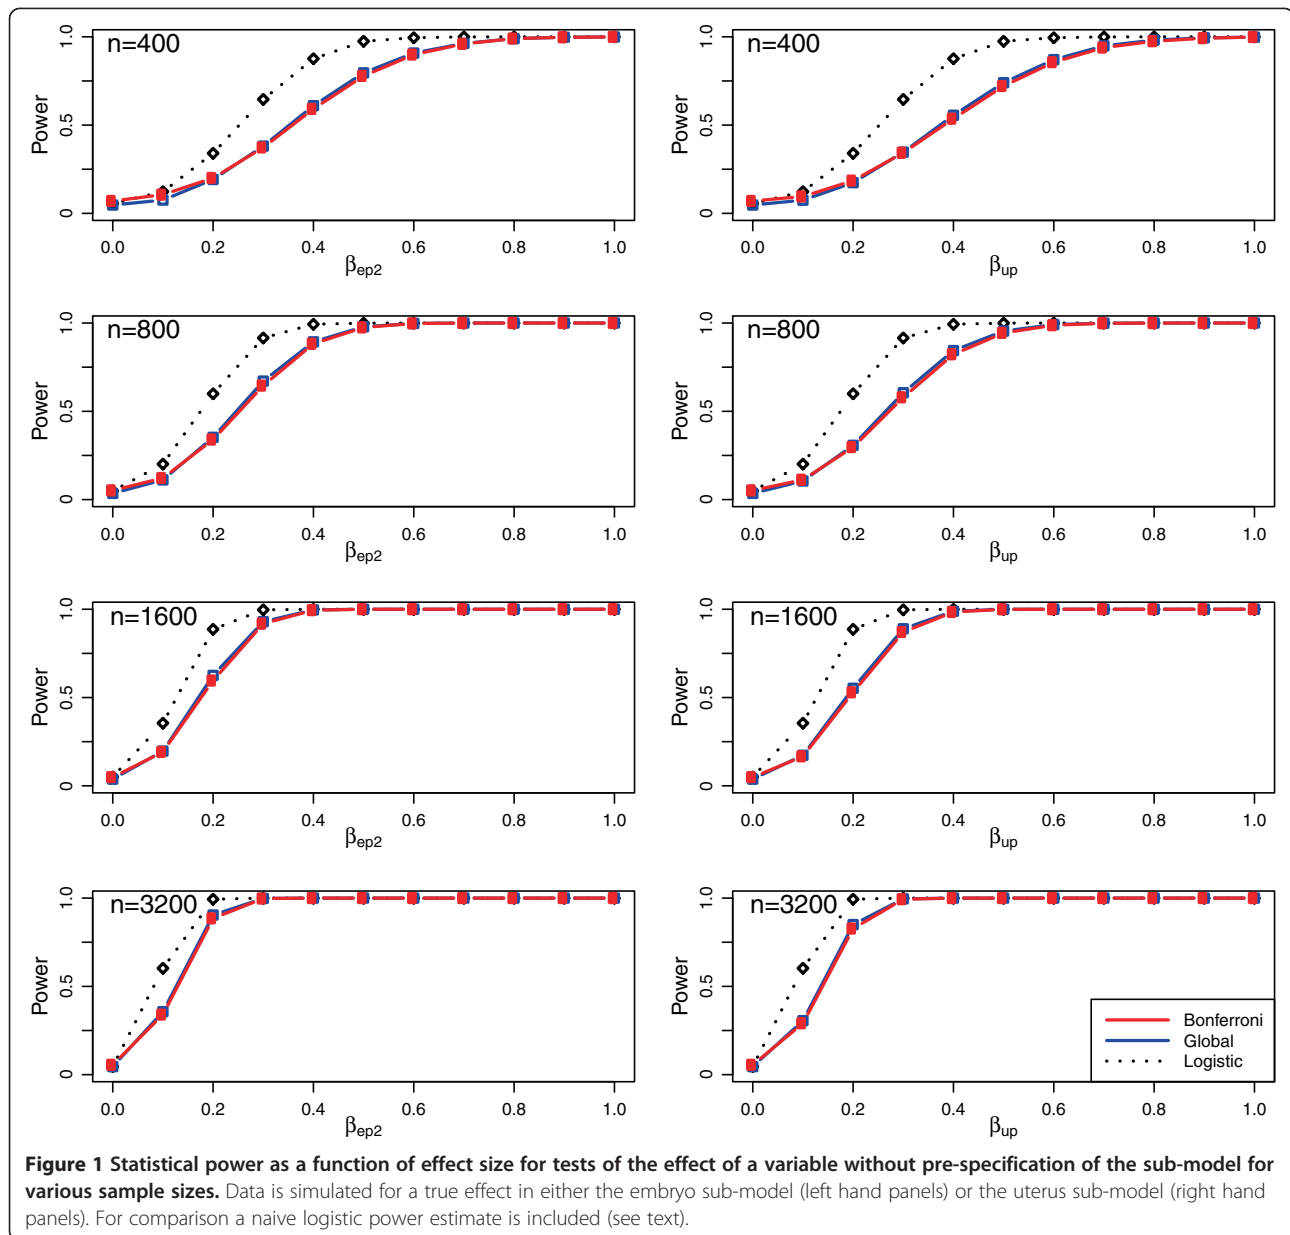 n=400
Power
0
0.5
1.0
0.0 0.2 0.4 0.6 0.8 1.0
βep2
n=400
Power
0
0.5
1.0
0.0 0.2 0.4 0.6 0.8 1.0
βup
n=800
Power
0
0.5
1.0
0.0 0.2 0.4 0.6 0.8 1.0
βep2
n=800
Power
0
0.5
1.0
0.0 0.2 0.4 0.6 0.8 1.0
βup
n=1600
Power
0
0.5
1.0
0.0 0.2 0.4 0.6 0.8 1.0
βep2
n=1600
Power
0
0.5
1.0
0.0 0.2 0.4 0.6 0.8 1.0
βup
n=3200
Power
0
0.5
1.0
0.0 0.2 0.4 0.6 0.8 1.0
βep2
n=3200
Power
0
0.5
1.0
0.0 0.2 0.4 0.6 0.8 1.0
βup
Bonferroni
Global
Logistic
Figure 1 Statistical power as a function of effect size for tests of the effect of a variable without pre-specification of the sub-model for
various sample sizes. Data is simulated for a true effect in either the embryo sub-model (left hand panels) or the uterus sub-model (right hand
panels). For comparison a naive logistic power estimate is included (see text).